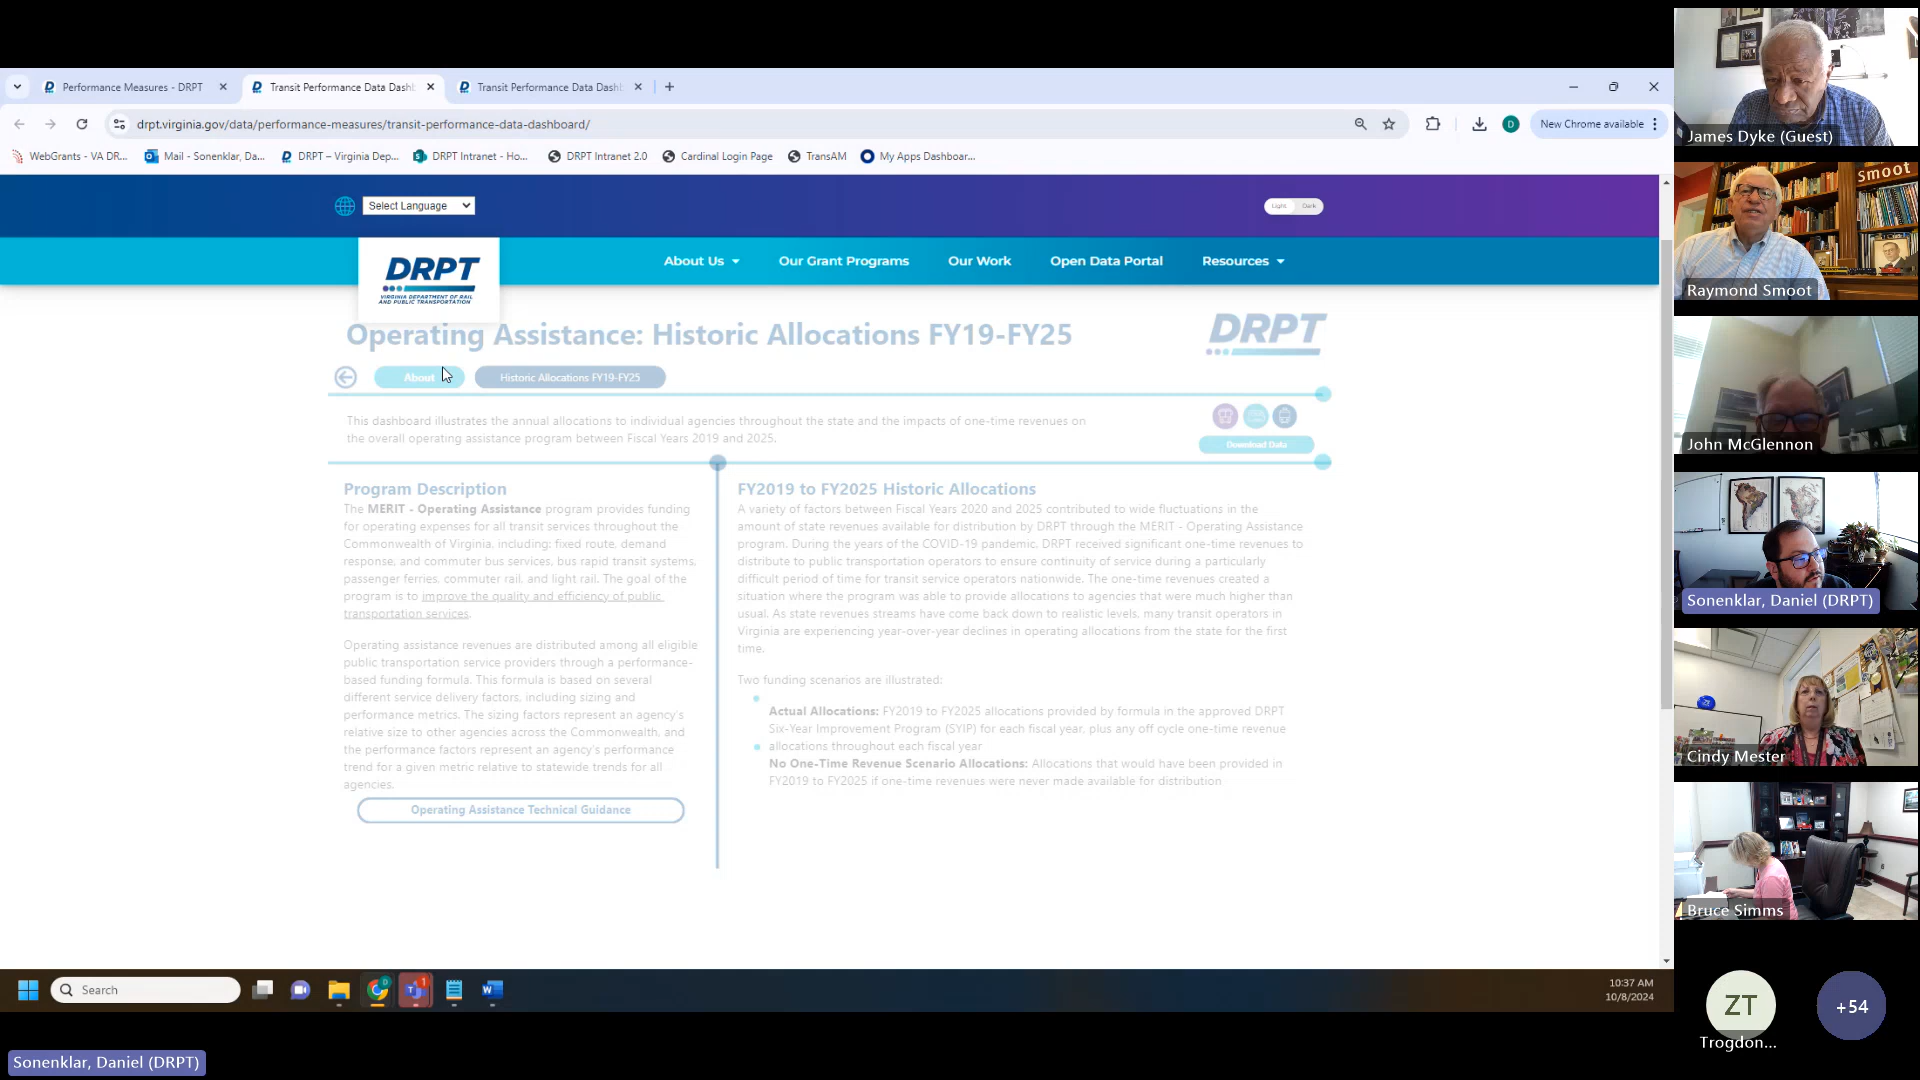 Performance Measures - DRPT
Transit Performance Data Dash
Transit Performance Data Dash
drpt.virginia.gov/data/performance-measures/transit-performance-data-dashboard/
New Chrome available
WebGrants - VA DR...
Mail - Sonenklar, Da...
DRPT – Virginia Dep...
DRPT Intranet - Ho...
DRPT Intranet 2.0
Cardinal Login Page
TransAM
My Apps Dashboar...
Select Language
Light Dark
DRPT
VIRGINIA DEPARTMENT OF RAIL
AND PUBLIC TRANSPORTATION
About Us
Our Grant Programs
Our Work
Open Data Portal
Resources
Operating Assistance: Historic Allocations FY19-FY25
DRPT
About
Historic Allocations FY19-FY25
This dashboard illustrates the annual allocations to individual agencies throughout the state and the impacts of one-time revenues on
the overall operating assistance program between Fiscal Years 2019 and 2025.
Download Data
Program Description
The MERIT - Operating Assistance program provides funding
for operating expenses for all transit services throughout the
Commonwealth of Virginia, including: fixed route, demand
response, and commuter bus services, bus rapid transit systems,
passenger ferries, commuter rail, and light rail. The goal of the
program is to improve the quality and efficiency of public
transportation services.
Operating assistance revenues are distributed among all eligible
public transportation service providers through a performance-
based funding formula. This formula is based on several
different service delivery factors, including sizing and
performance metrics. The sizing factors represent an agency's
relative size to other agencies across the Commonwealth, and
the performance factors represent an agency's performance
trend for a given metric relative to statewide trends for all
agencies.
Operating Assistance Technical Guidance
FY2019 to FY2025 Historic Allocations
A variety of factors between Fiscal Years 2020 and 2025 contributed to wide fluctuations in the
amount of state revenues available for distribution by DRPT through the MERIT - Operating Assistance
program. During the years of the COVID-19 pandemic, DRPT received significant one-time revenues to
distribute to public transportation operators to ensure continuity of service during a particularly
difficult period of time for transit service operators nationwide. The one-time revenues created a
situation where the program was able to provide allocations to agencies that were much higher than
usual. As state revenues streams have come back down to realistic levels, many transit operators in
Virginia are experiencing year-over-year declines in operating allocations from the state for the first
time.
Two funding scenarios are illustrated:
Actual Allocations: FY2019 to FY2025 allocations provided by formula in the approved DRPT
Six-Year Improvement Program (SYIP) for each fiscal year, plus any off cycle one-time revenue
allocations throughout each fiscal year
No One-Time Revenue Scenario Allocations: Allocations that would have been provided in
FY2019 to FY2025 if one-time revenues were never made available for distribution
Search
10:37 AM
10/8/2024
Sonenklar, Daniel (DRPT)
James Dyke (Guest)
smoot
Raymond Smoot
John McGlennon
Sonenklar, Daniel (DRPT)
Cindy Mester
Bruce Simms
ZT
Trogdon...
+54